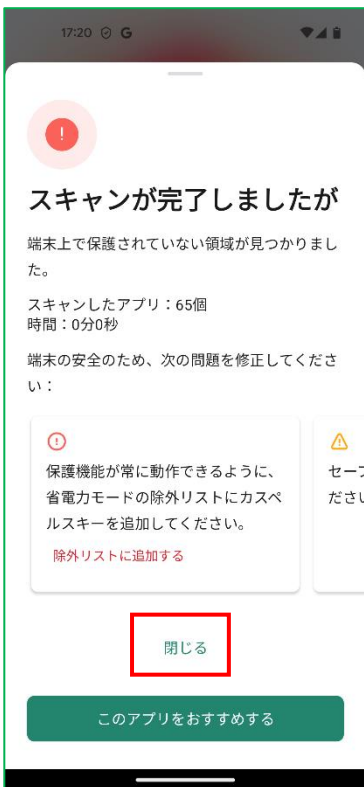 17:20 G
スキャンが完了しましたが
端末上で保護されていない領域が見つかりまし
た。
スキャンしたアプリ：65個
時間：0分0秒
端末の安全のため、次の問題を修正してくださ
い：
保護機能が常に動作できるように、
省電力モードの除外リストにカスペ
ルスキーを追加してください。
除外リストに追加する
セーフ
ださい
閉じる
このアプリをおすすめする